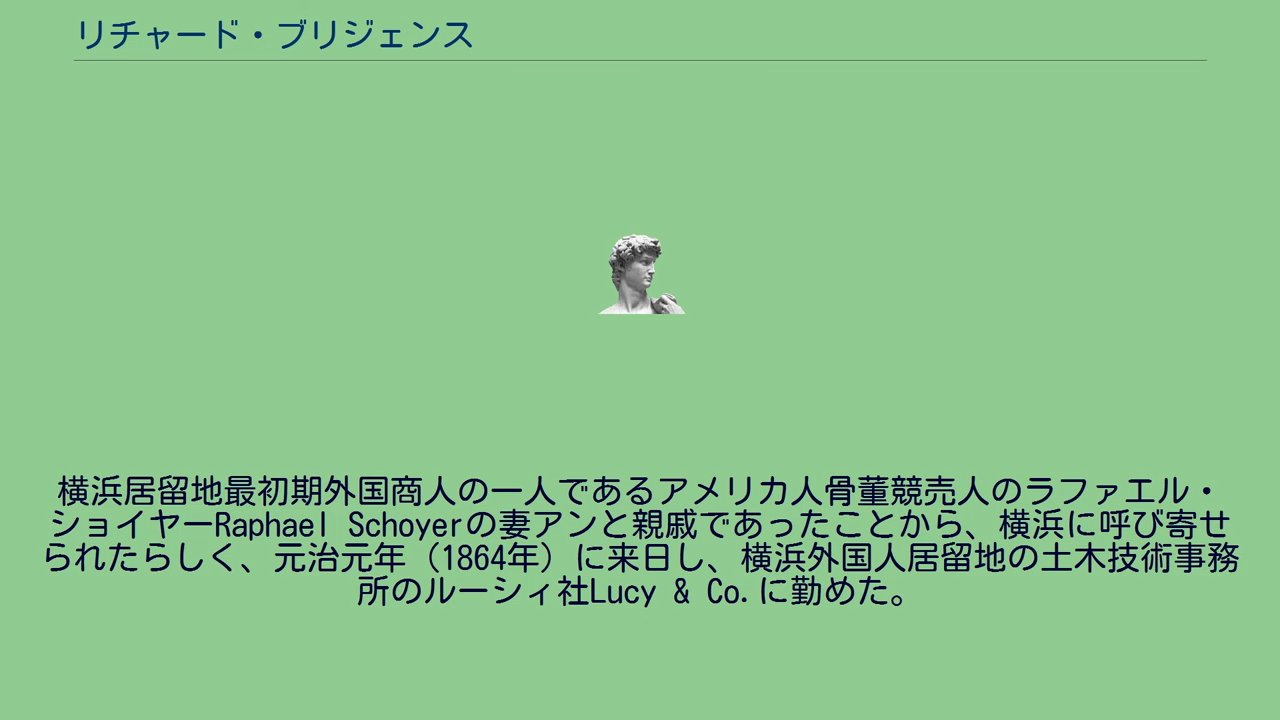 リチャード・ブリジェンス
横浜居留地最初期外国商人の一人であるアメリカ人骨董競売人のラファエル・
ショイヤーRaphael Schoyerの妻アンと親戚であったことから、横浜に呼び寄せ
られたらしく、元治元年（1864年）に来日し、横浜外国人居留地の土木技術事務
所のルーシィ社Lucy & Co.に勤めた。